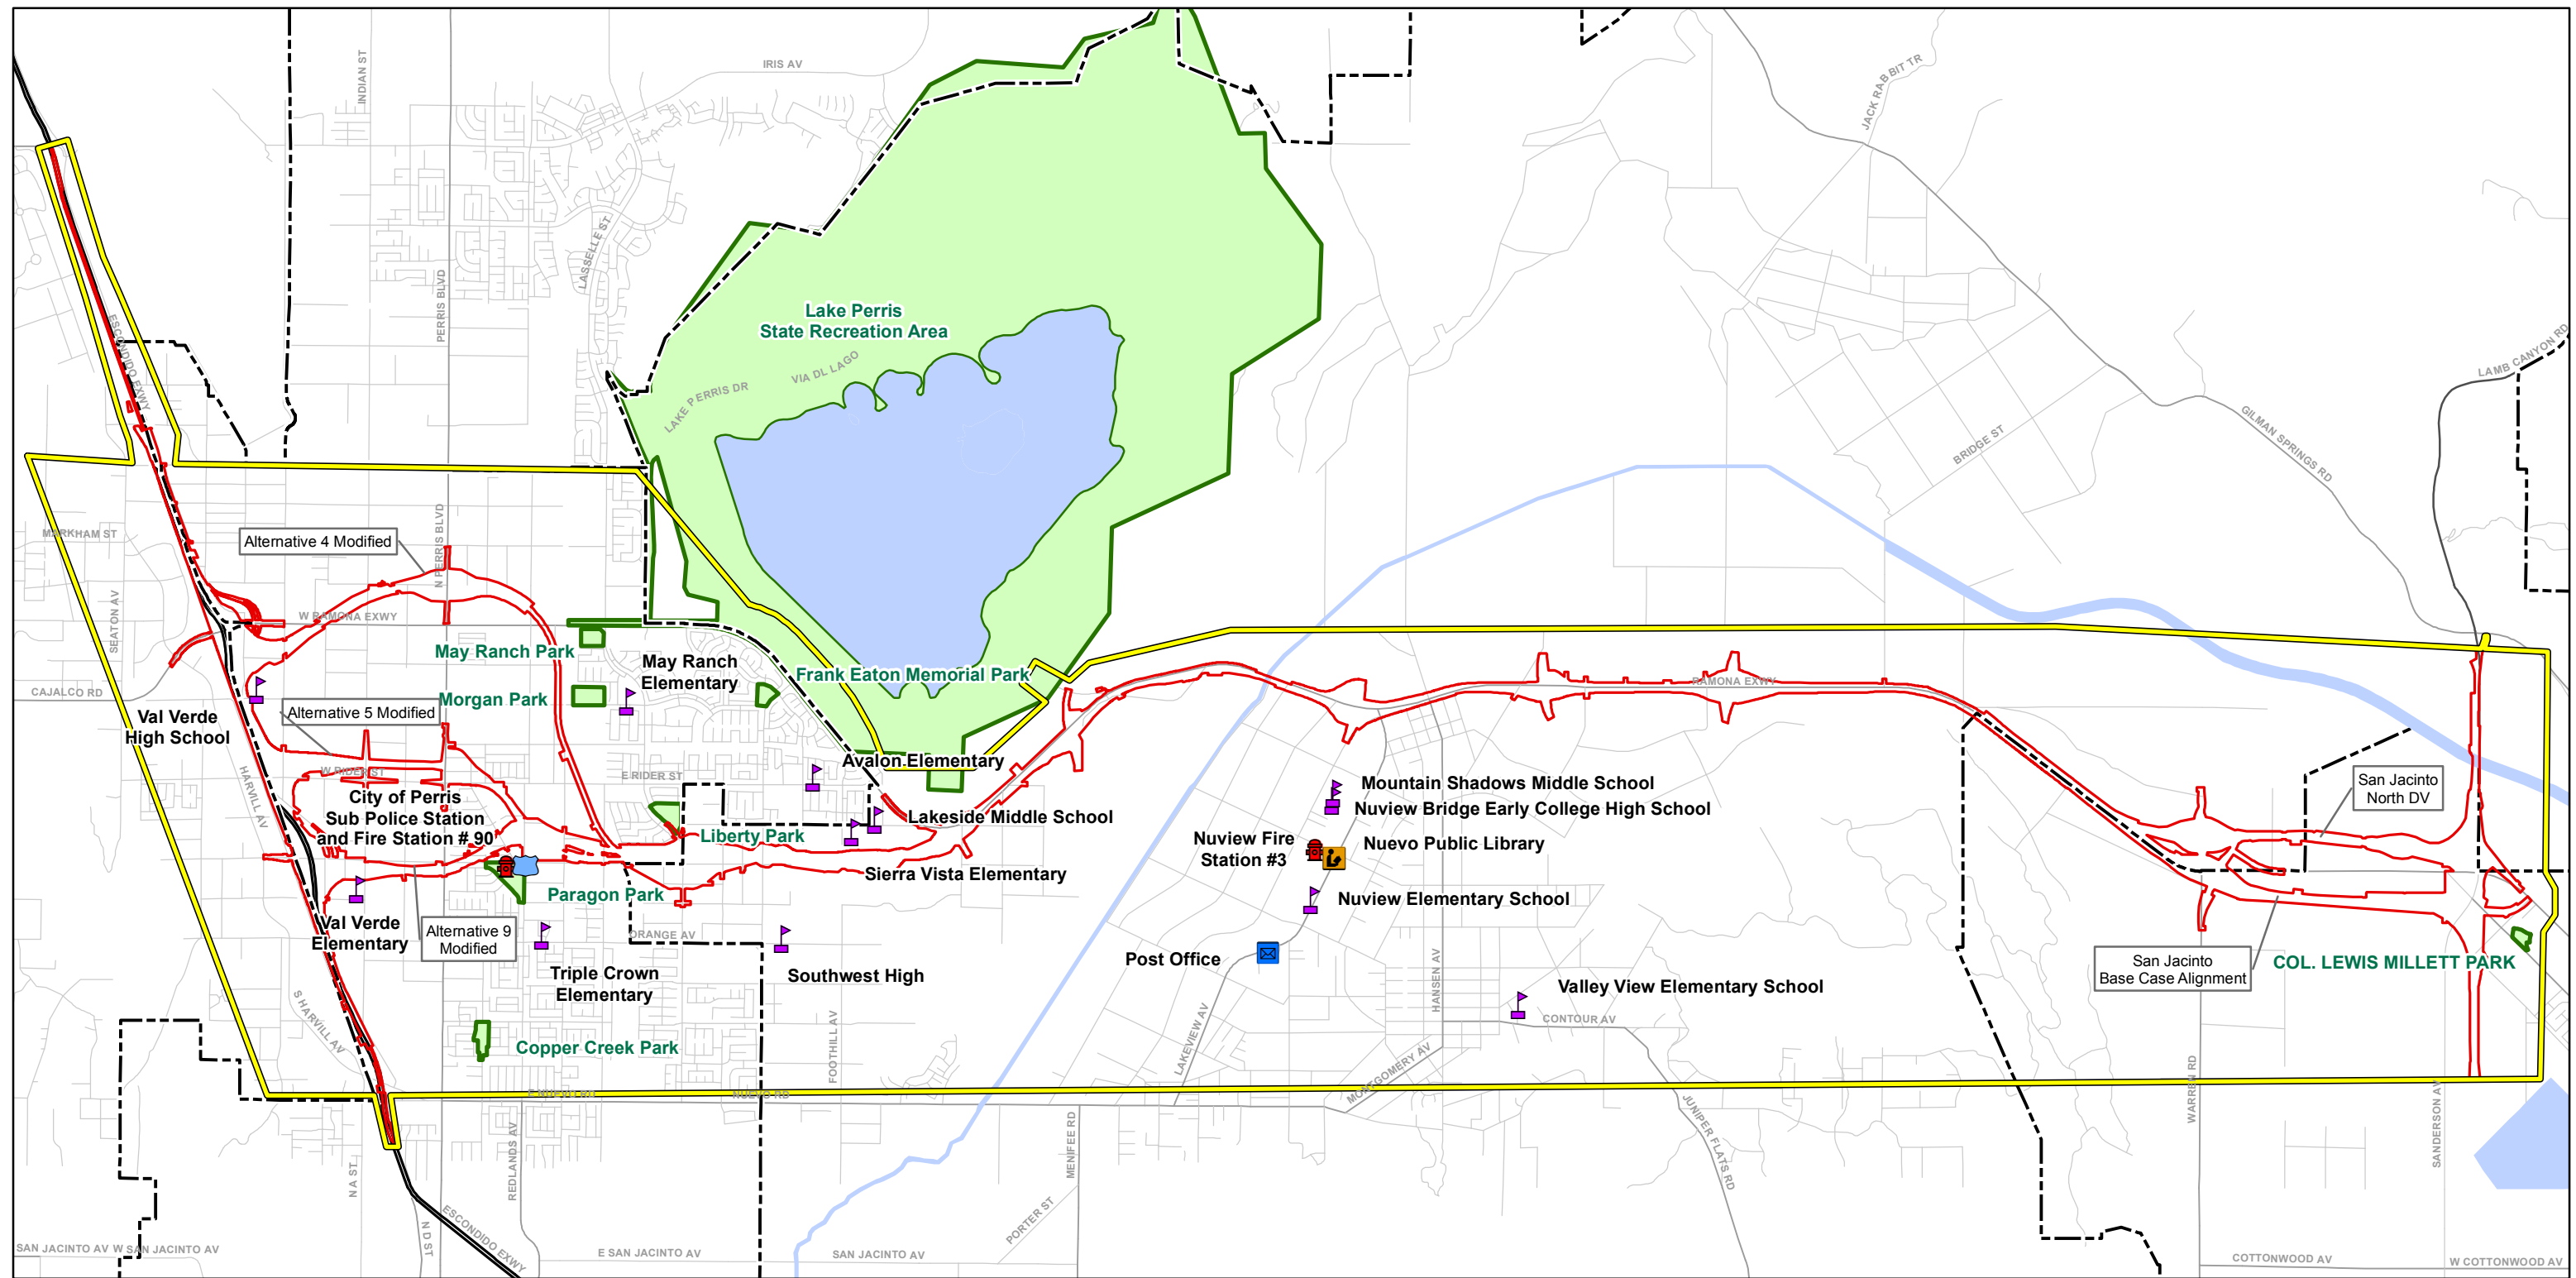 IRIS AV
INDIAN ST
JACK RABBIT TR
LASSELLE ST
PERRIS BLVD
ESCONDIDO EXWY
Lake Perris
State Recreation Area
LAKE PERRIS DR
VIA DL LAGO
LAMB CANYON RD
GILMAN SPRINGS RD
BRIDGE ST
MARKHAM ST
Alternative 4 Modified
N PERRIS BLVD
SEATON AV
W RAMONA EXWY
May Ranch Park
May Ranch
Elementary
Frank Eaton Memorial Park
RAMONA EXWY
CAJALCO RD
Morgan Park
Alternative 5 Modified
Val Verde
High School
HARVILL AV
W RIDER ST
E RIDER ST
Avalon Elementary
Mountain Shadows Middle School
San Jacinto
North DV
City of Perris
Sub Police Station
and Fire Station # 90
Lakeside Middle School
Nuview Bridge Early College High School
Liberty Park
Nuview Fire
Station #3
Nuevo Public Library
Sierra Vista Elementary
Paragon Park
Nuview Elementary School
Val Verde
Elementary
Alternative 9
Modified
ORANGE AV
Post Office
San Jacinto
Base Case Alignment
COL. LEWIS MILLETT PARK
Triple Crown
Elementary
Southwest High
HANSEN AV
Valley View Elementary School
CONTOUR AV
S HARVILL AV
FOOTHILL AV
LAKEVIEW AV
Copper Creek Park
MONTGOMERY AV
WARREN RD
SANDERSON AV
E NUEVO RD
NUEVO RD
JUNIPER FLATS RD
MENIFEE RD
REDLANDS AV
N A ST
N D ST
ESCONDIDO EXWY
PORTER ST
SAN JACINTO AV
W SAN JACINTO AV
E SAN JACINTO AV
SAN JACINTO AV
COTTONWOOD AV
W COTTONWOOD AV